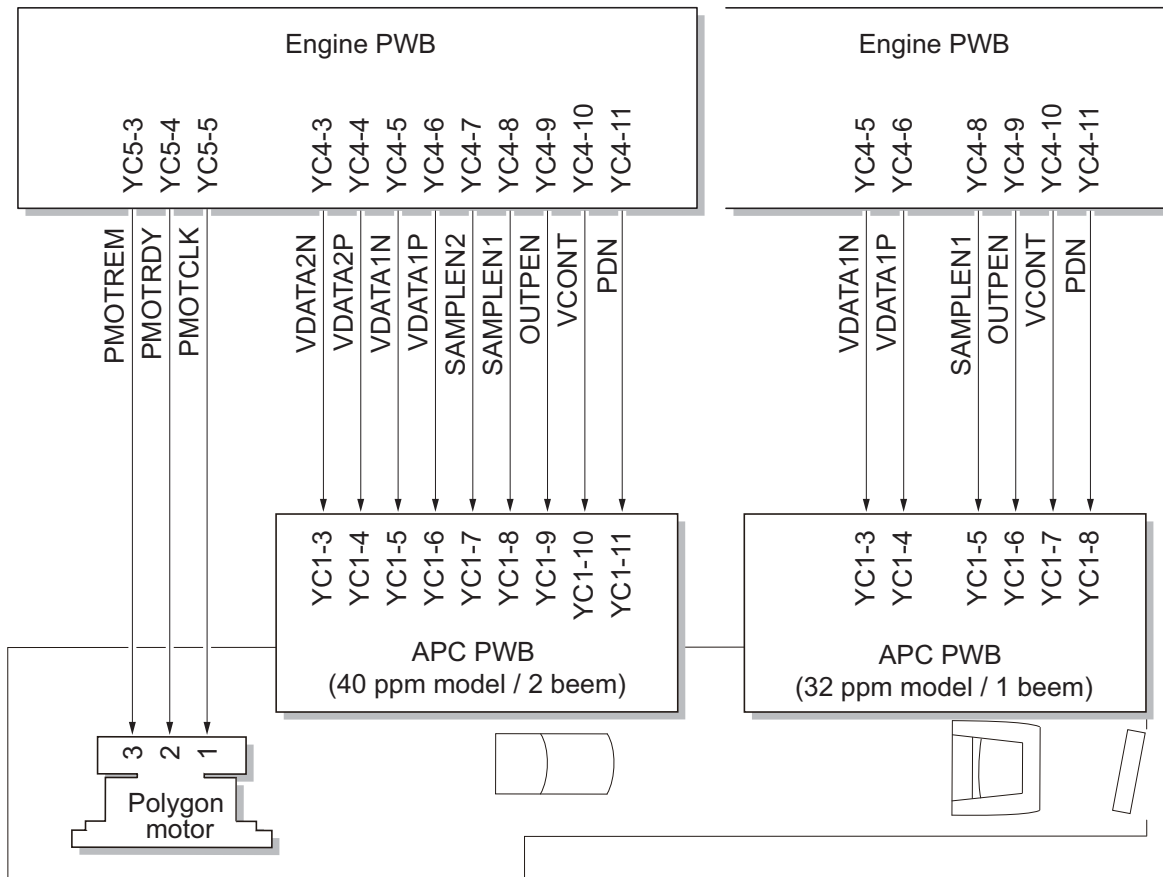 Engine PWB
Engine PWB
YC5-3
YC5-4
YC5-5
YC4-3
YC4-4
YC4-5
YC4-6
YC4-7
YC4-8
YC4-9
YC4-10
YC4-11
YC4-5
YC4-6
YC4-8
YC4-9
YC4-10
YC4-11
PMOTREM
PMOTRDY
PMOTCLK
VDATA2N
VDATA2P
VDATA1N
VDATA1P
SAMPLEN2
SAMPLEN1
OUTPEN
VCONT
PDN
VDATA1N
VDATA1P
SAMPLEN1
OUTPEN
VCONT
PDN
YC1-3
YC1-4
YC1-5
YC1-6
YC1-7
YC1-8
YC1-9
YC1-10
YC1-11
YC1-3
YC1-4
YC1-5
YC1-6
YC1-7
YC1-8
APC PWB
(40 ppm model / 2 beem)
APC PWB
(32 ppm model / 1 beem)
3
2
1
Polygon
motor